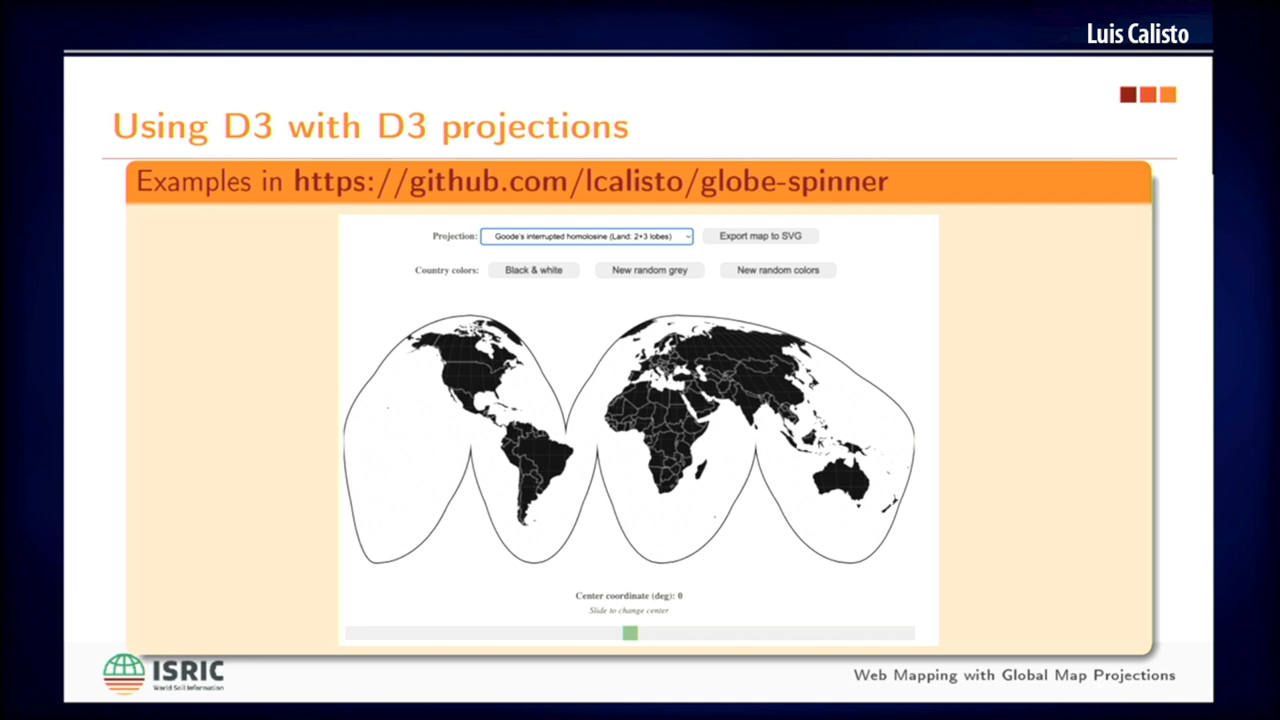 Luis Calisto
Using D3 with D3 projections
Examples in https://github.com/lcalisto/globe-spinner
Projection: Goode's interrupted homolosine (Land: 2+3 lobes) Export map to SVG
Country colors: Black & white New random grey New random colors
Center coordinate (deg): 0
Slide to change center
ISRIC
World Soil Information
Web Mapping with Global Map Projections